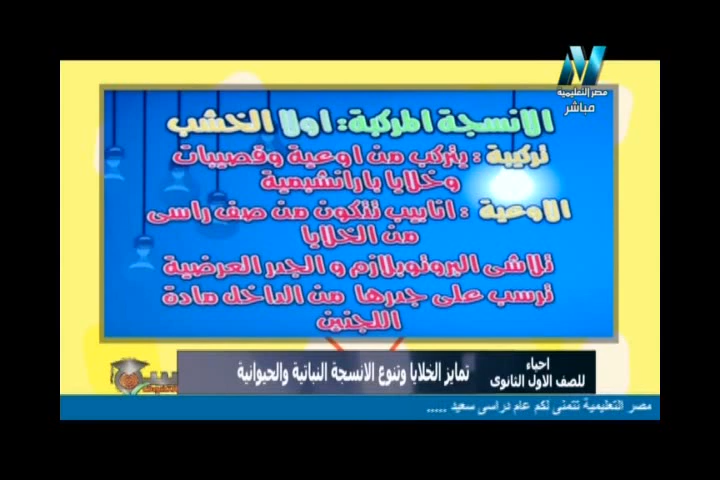 مصر التعليمية
مباشر
الانسجة المركبة: اولا الخشب
تركيبة : يتركب من اوعية وقصيبات
وخلايا بارانشيمية
الاوعية : انابيب تتكون من صف راسى
من الخلايا
تلاشى البروتوبلازم و الجدر العرضية
ترسب على جدرها من الداخل مادة
اللجنين
احياء
للصف الاول الثانوى
تمايز الخلايا وتنوع الانسجة النباتية والحيوانية
مصر التعليمية تتمنى لكم عام دراسى سعيد .....